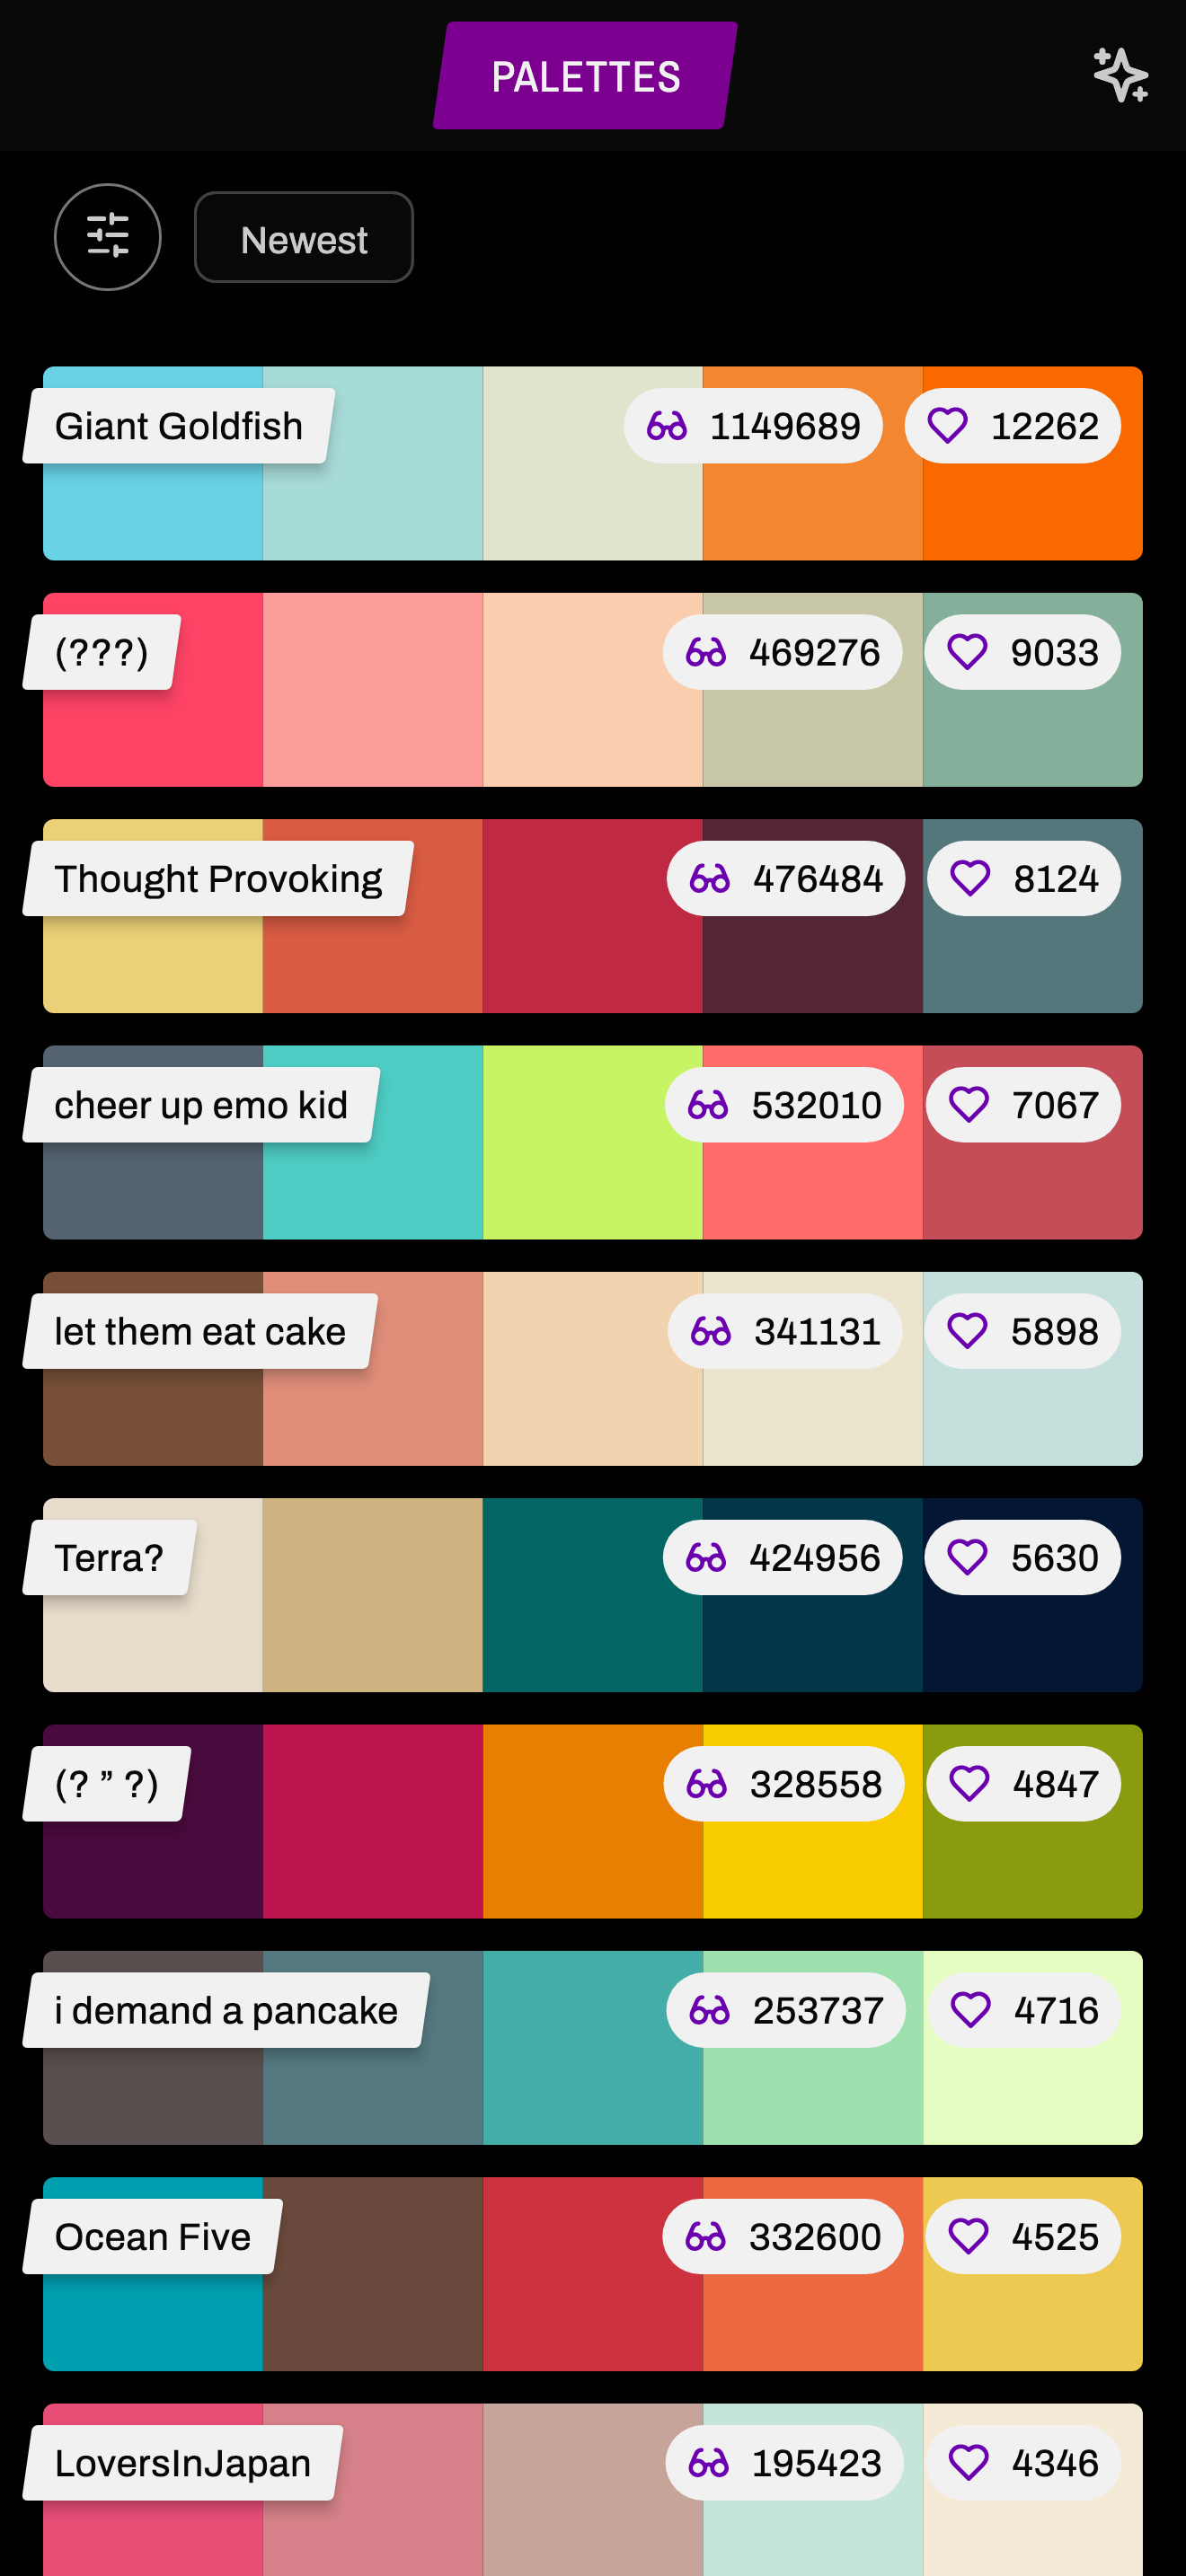 PALETTES
Newest
Giant Goldfish 1149689 12262
(???) 469276 9033
Thought Provoking 476484 8124
cheer up emo kid 532010 7067
let them eat cake 341131 5898
Terra? 424956 5630
(? ” ?) 328558 4847
i demand a pancake 253737 4716
Ocean Five 332600 4525
LoversInJapan 195423 4346